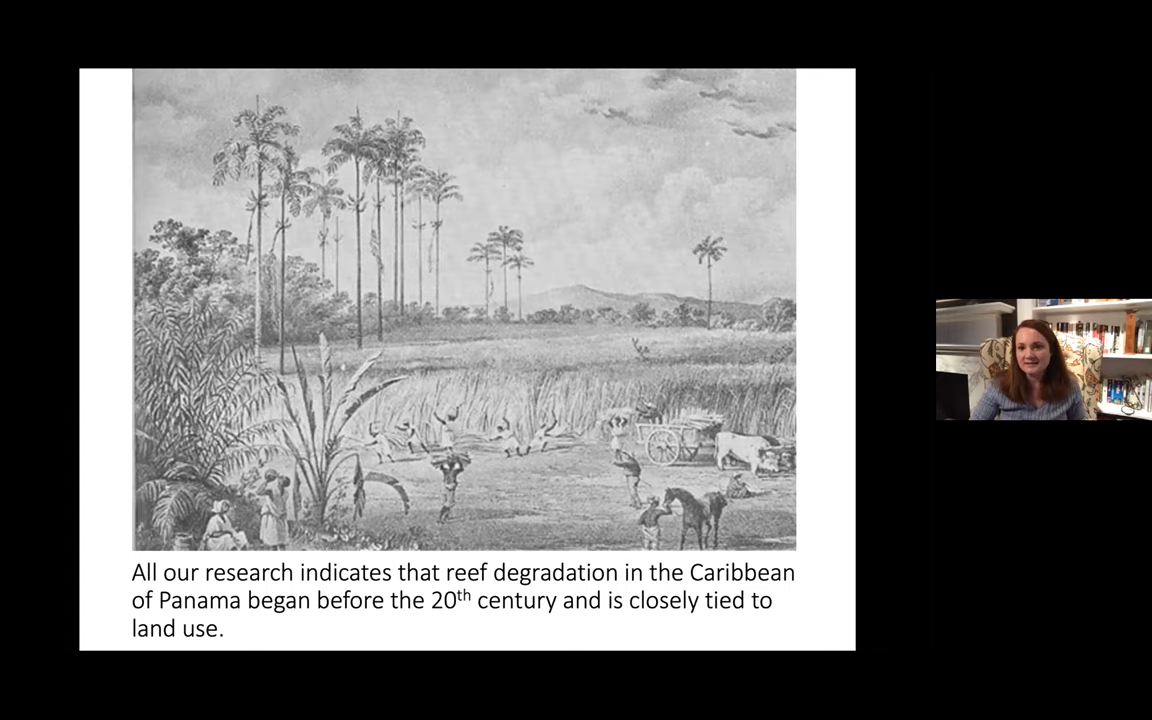 All our research indicates that reef degradation in the Caribbean
of Panama began before the 20th century and is closely tied to
land use.